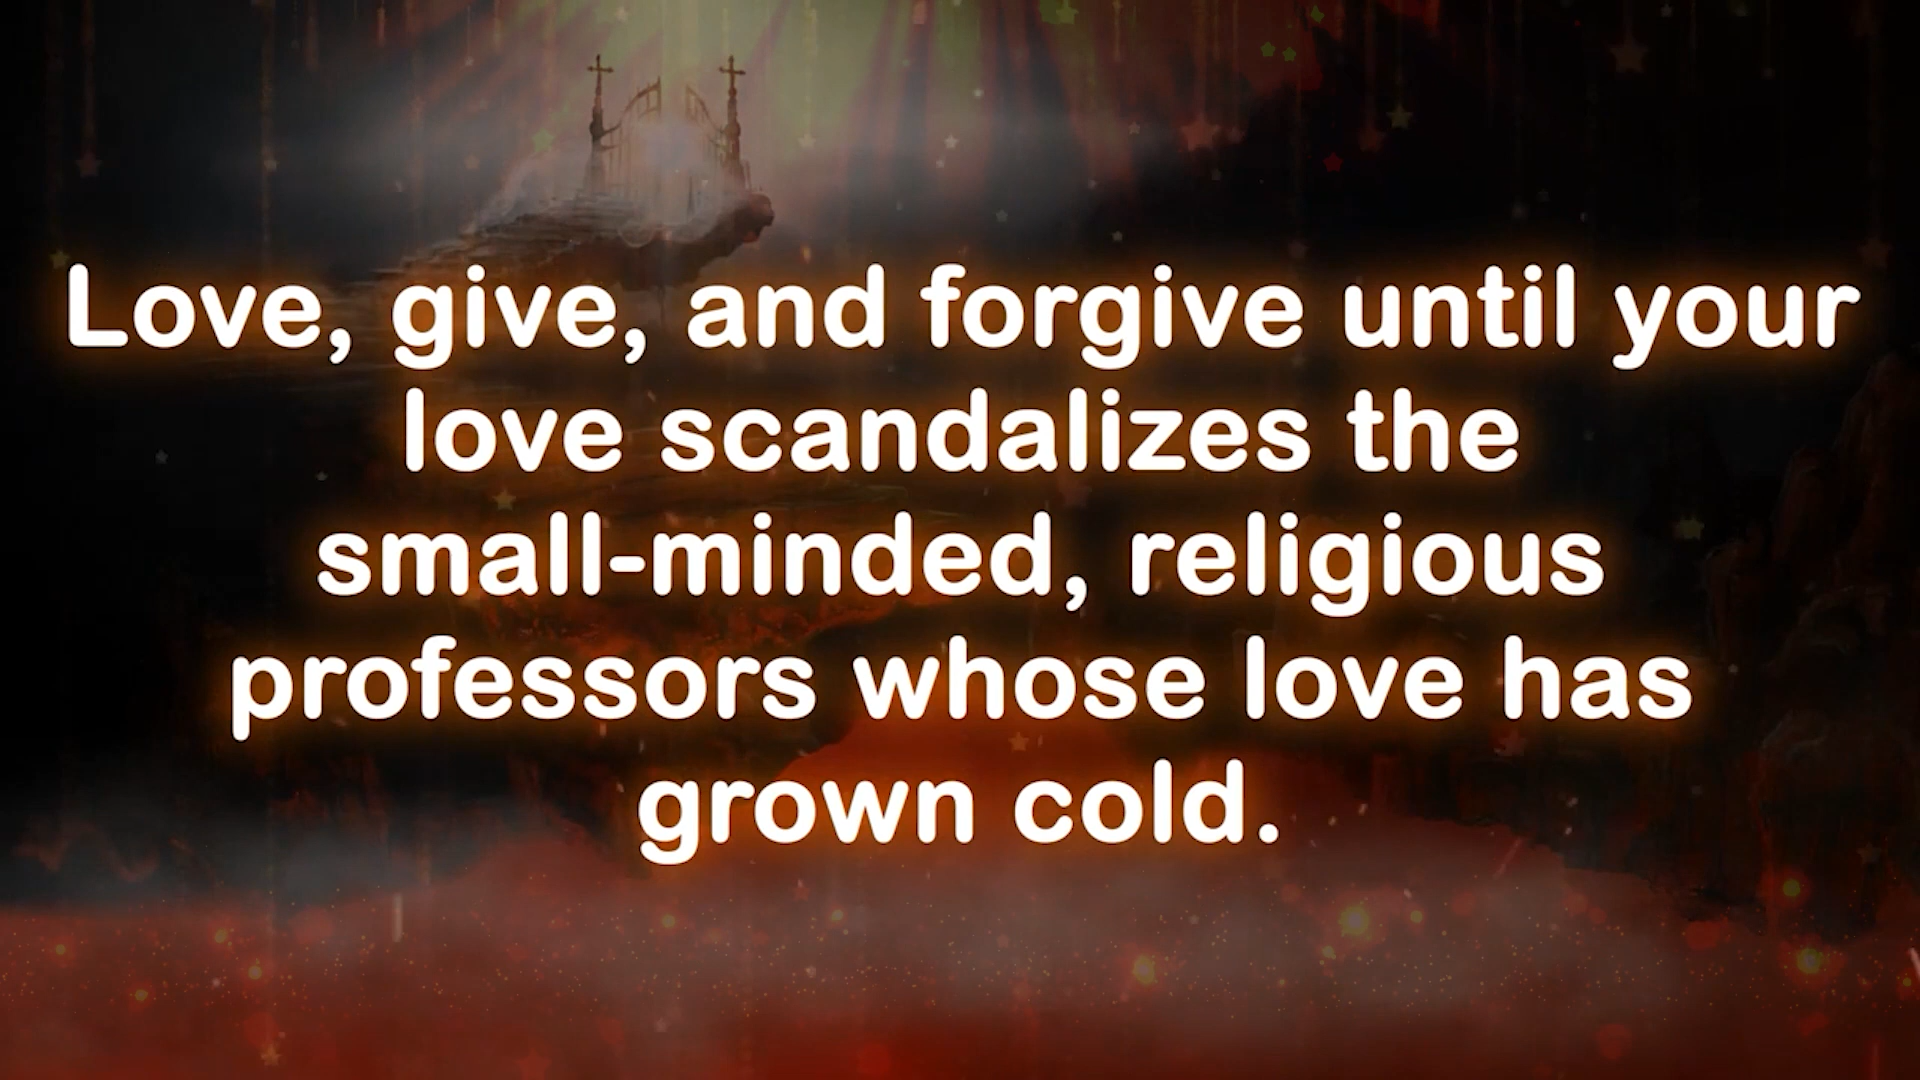 Love, give, and forgive until your
love scandalizes the
small-minded, religious
professors whose love has
grown cold.